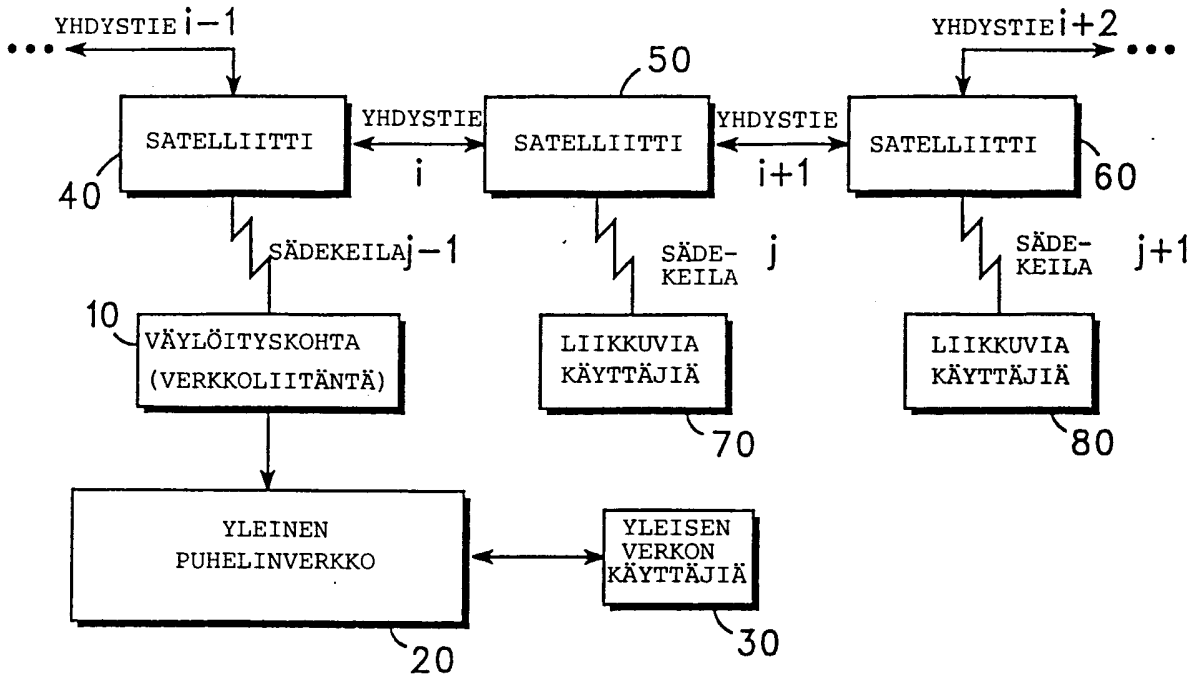 YHDYSTIE i-1
YHDYSTIE i+2
50
SATELLIITTI
YHDYSTIE
i
SATELLIITTI
YHDYSTIE
i+1
SATELLIITTI
40
60
SÄDEKEILA j-1
SÄDE-
KEILA
j
SÄDE-
KEILA
j+1
10
VÄYLÖITYSKOHTA
(VERKKOLIITÄNTÄ)
LIIKKUVIA
KÄYTTÄJIÄ
LIIKKUVIA
KÄYTTÄJIÄ
70
80
YLEINEN
PUHELINVERKKO
YLEISEN
VERKON
KÄYTTÄJIÄ
20
30